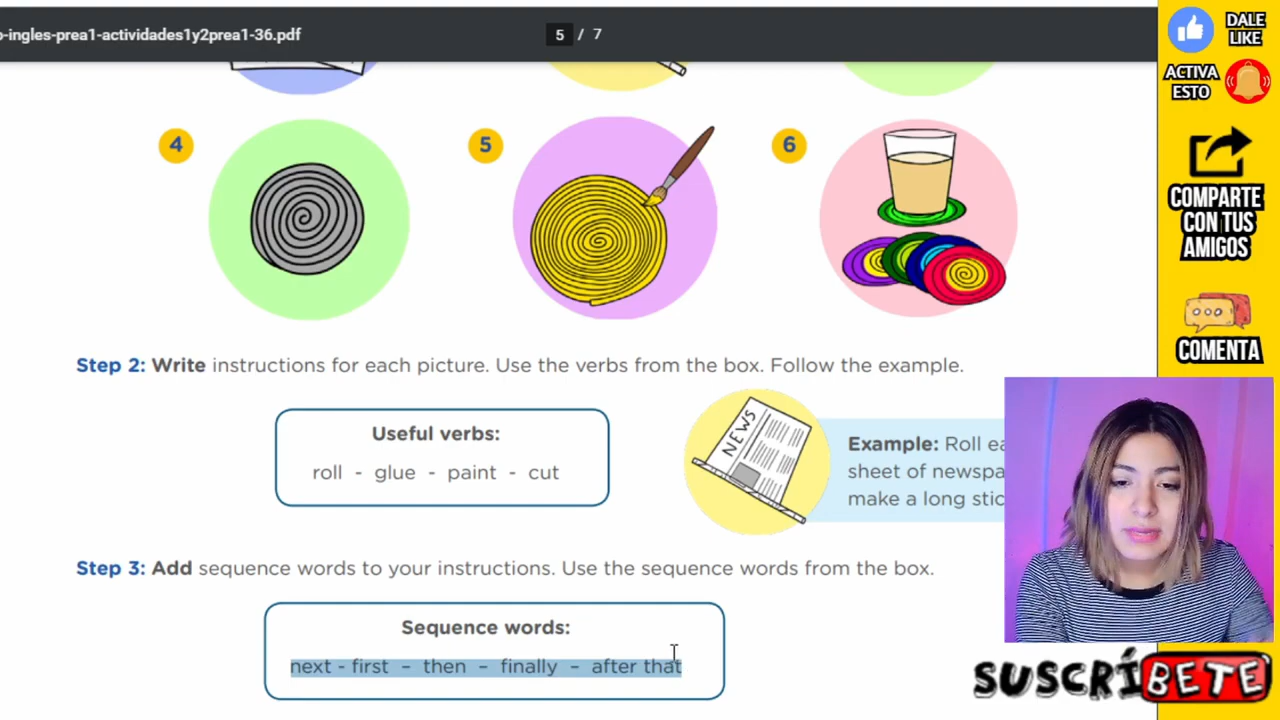 o-ingles-prea1-actividades1y2prea1-36.pdf
5 / 7
DALE
LIKE
ACTIVA
ESTO
COMPARTE
CON TUS
AMIGOS
COMENTA
4
5
6
Step 2: Write instructions for each picture. Use the verbs from the box. Follow the example.
Useful verbs:
roll - glue - paint - cut
NEWS
Example: Roll ea
sheet of newspa
make a long stic
Step 3: Add sequence words to your instructions. Use the sequence words from the box.
Sequence words:
next - first – then – finally – after that
SUSCRÍBETE